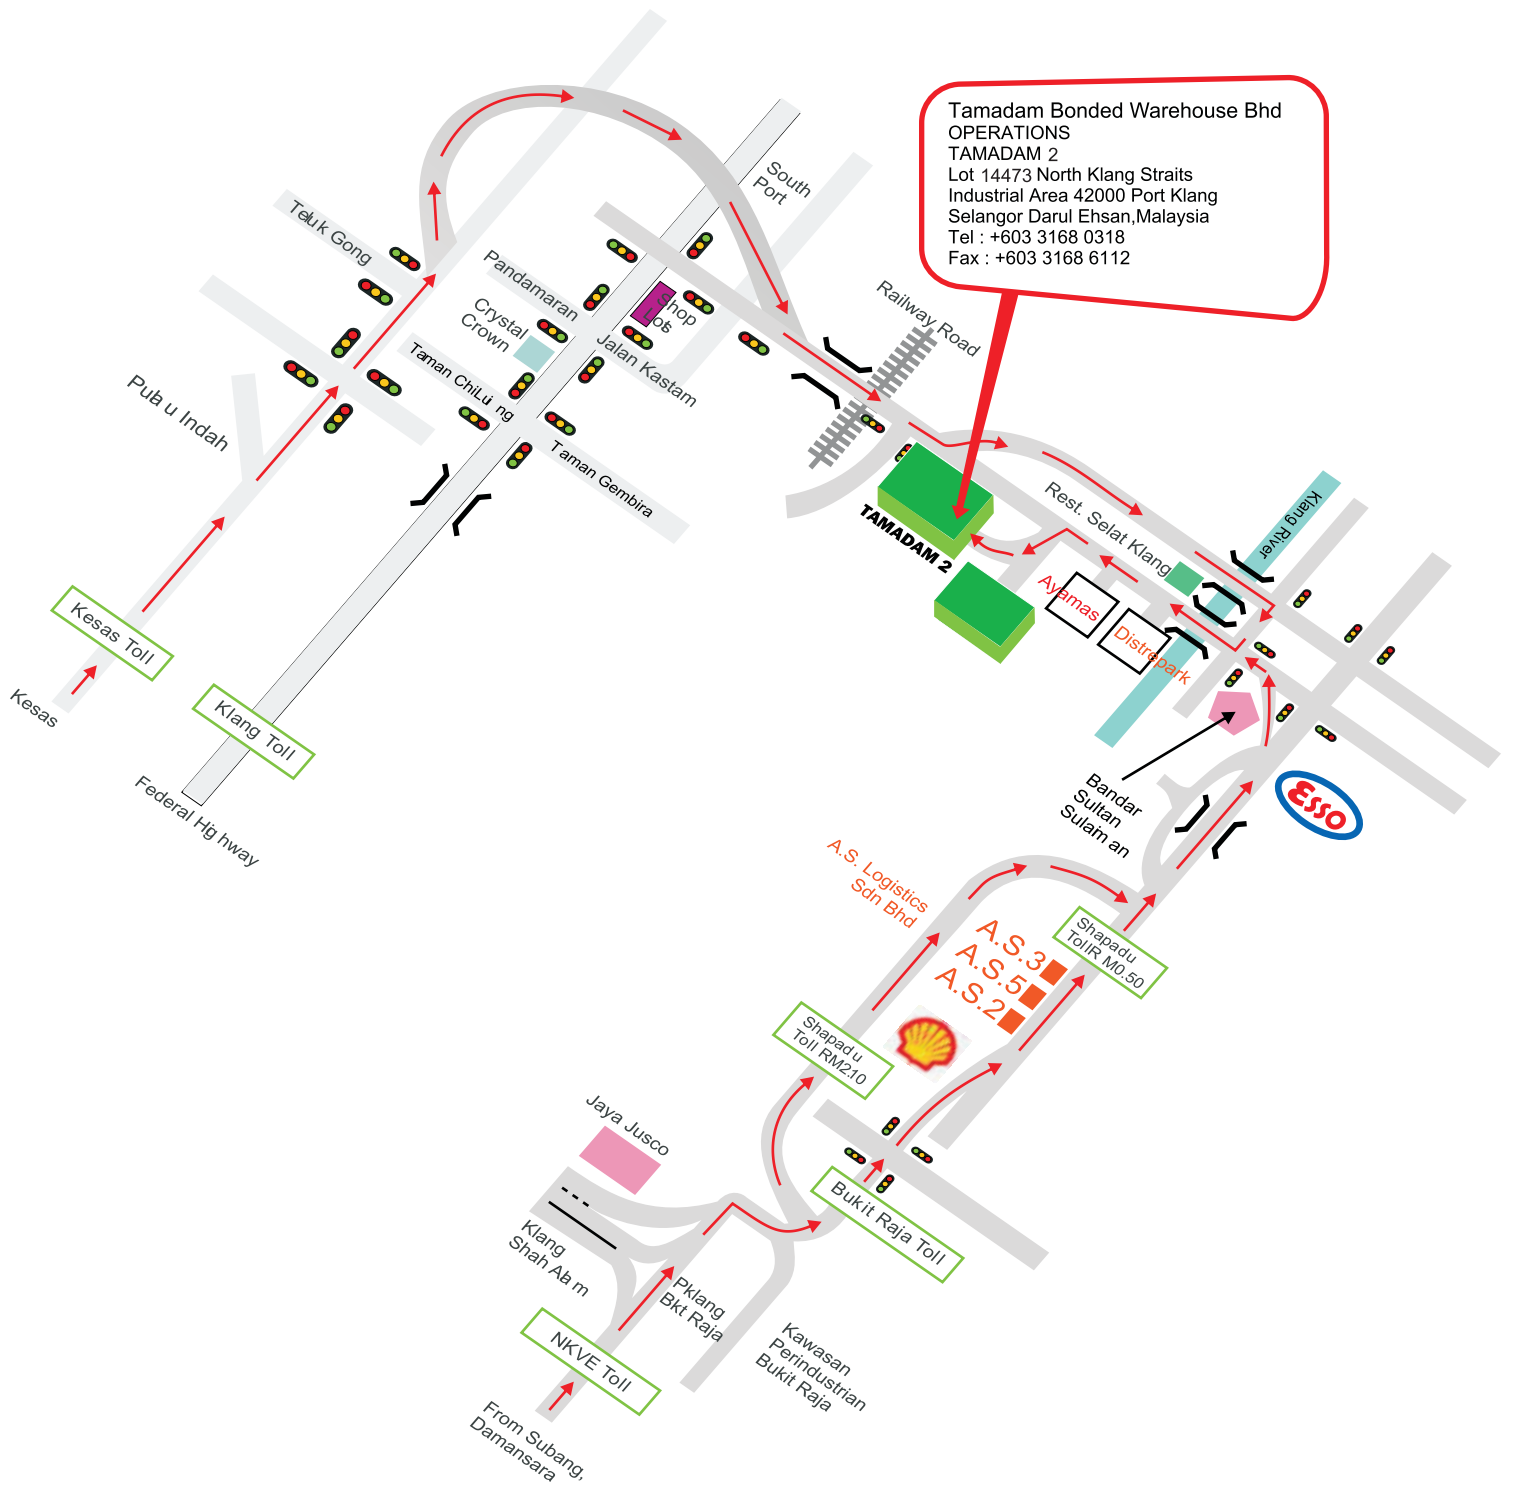 Tamadam Bonded Warehouse Bhd
OPERATIONS
TAMADAM 2
Lot 14473 North Klang Straits
Industrial Area 42000 Port Klang
Selangor Darul Ehsan,Malaysia
Tel : +603 3168 0318
Fax : +603 3168 6112
South
Port
Teluk Gong
Pandamaran
Crystal
Crown
Shop
Lots
Jalan Kastam
Taman ChiLiung
Taman Gembira
Pulau Indah
Railway Road
TAMADAM 2
Rest. Selat Klang
Klang River
Ayamas
Distrepark
Kesas Toll
Kesas
Klang Toll
Federal Highway
Bandar
Sultan
Sulaiman
Esso
A.S. Logistics
Sdn Bhd
A.S.3
A.S.5
A.S.2
Shapadu
TollR M0.50
Shapadu
Toll RM2.10
Jaya Jusco
Bukit Raja Toll
Klang
Shah Alam
Pklang
Bkt Raja
NKVE Toll
Kawasan
Perindustrian
Bukit Raja
From Subang,
Damansara